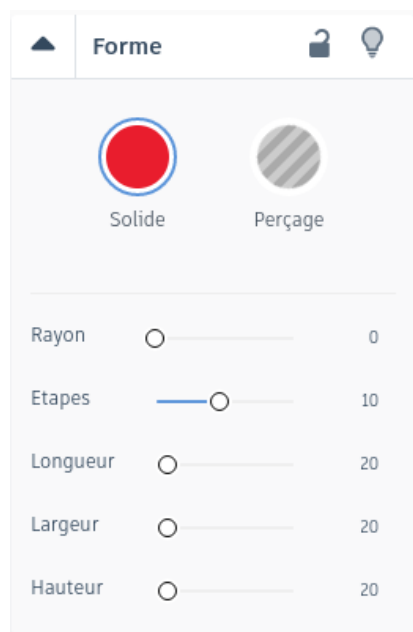 Forme
Solide Perçage
Rayon 0
Etapes 10
Longueur 20
Largeur 20
Hauteur 20